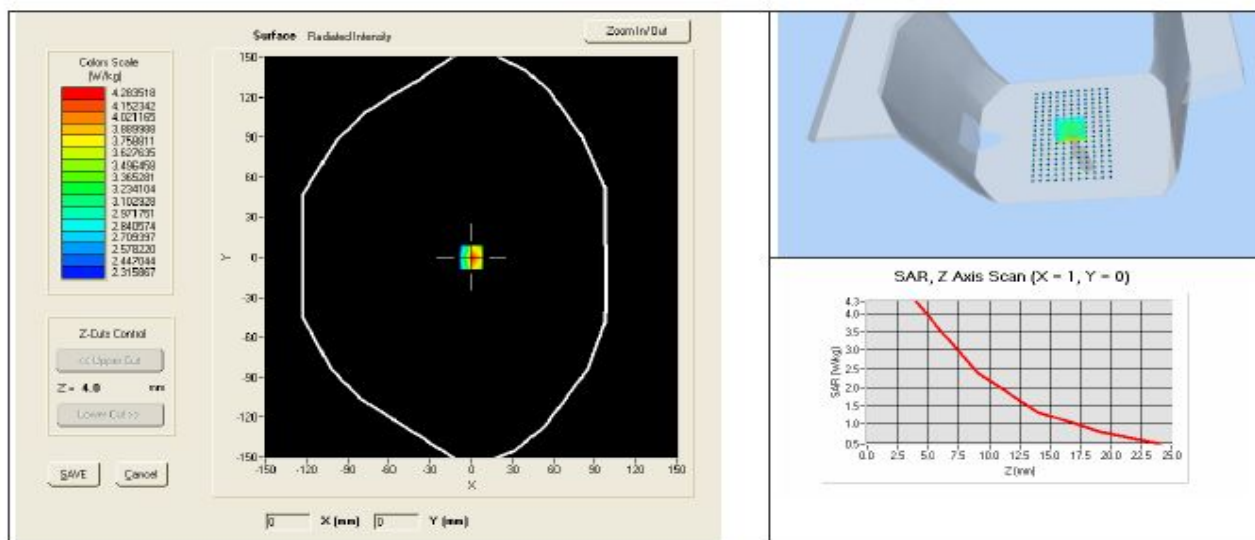 Surface Radiated Intensity
Zoom In/Out
Colors Scale
(W/kg)
4.283518
4.152342
4.021165
3.889988
3.758811
3.627635
3.496458
3.365281
3.234104
3.102928
2.971751
2.840574
2.709397
2.578220
2.447044
2.315867
Z-Cuts Control
<< Upper Cut
Z = 4.0 mm
Lower Cut >>
SAVE
Cancel
150
120
90
60
30
0
-30
-60
-90
-120
-150
Y
-150 -120 -90 -60 -30 0 30 60 90 120 150
X
0 X (mm) 0 Y (mm)
SAR, Z Axis Scan (X = 1, Y = 0)
4.3
4.0
3.5
3.0
2.5
2.0
1.5
1.0
0.5
SAR (W/kg)
0.0 2.5 5.0 7.5 10.0 12.5 15.0 17.5 20.0 22.5 25.0
Z (mm)